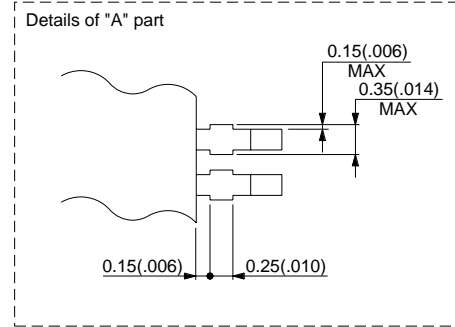 Details of "A" part
0.15(.006)
MAX
0.35(.014)
MAX
0.15(.006)
0.25(.010)